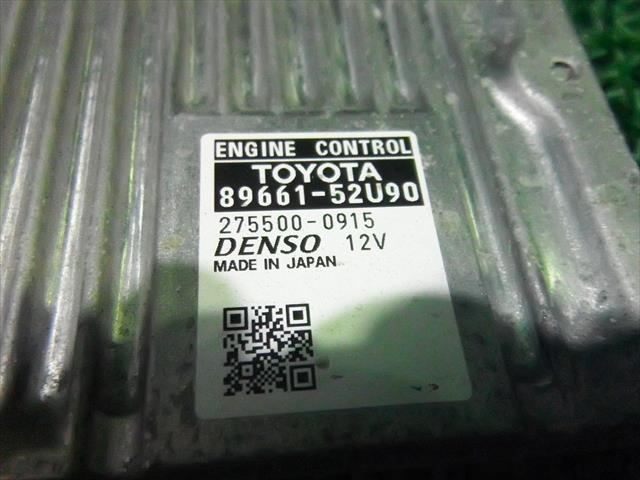 ENGINE CONTROL
TOYOTA
89661-52U90
275500-0915
DENSO 12V
MADE IN JAPAN